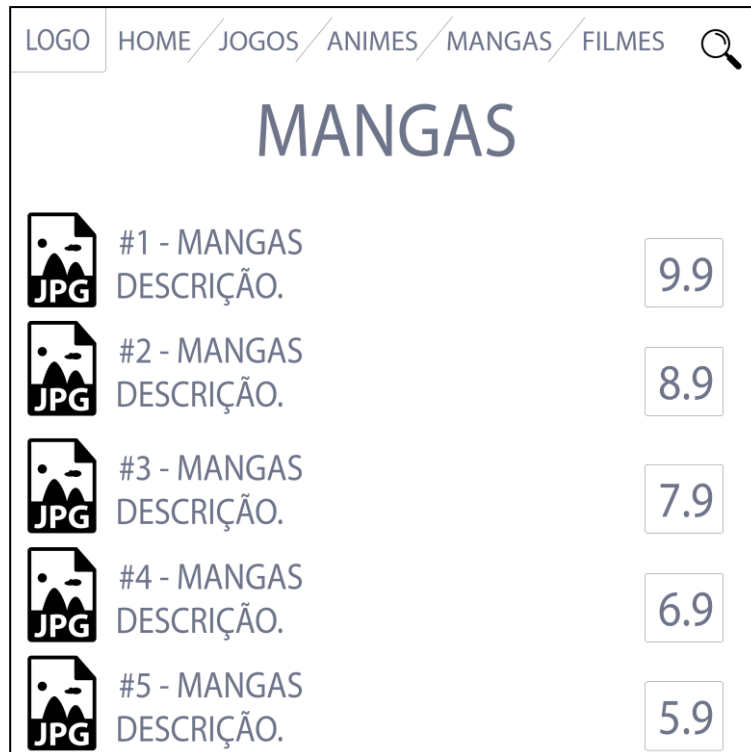 LOGO HOME JOGOS ANIMES MANGAS FILMES
MANGAS
JPG
#1 - MANGAS
DESCRIÇÃO.
9.9
JPG
#2 - MANGAS
DESCRIÇÃO.
8.9
JPG
#3 - MANGAS
DESCRIÇÃO.
7.9
JPG
#4 - MANGAS
DESCRIÇÃO.
6.9
JPG
#5 - MANGAS
DESCRIÇÃO.
5.9